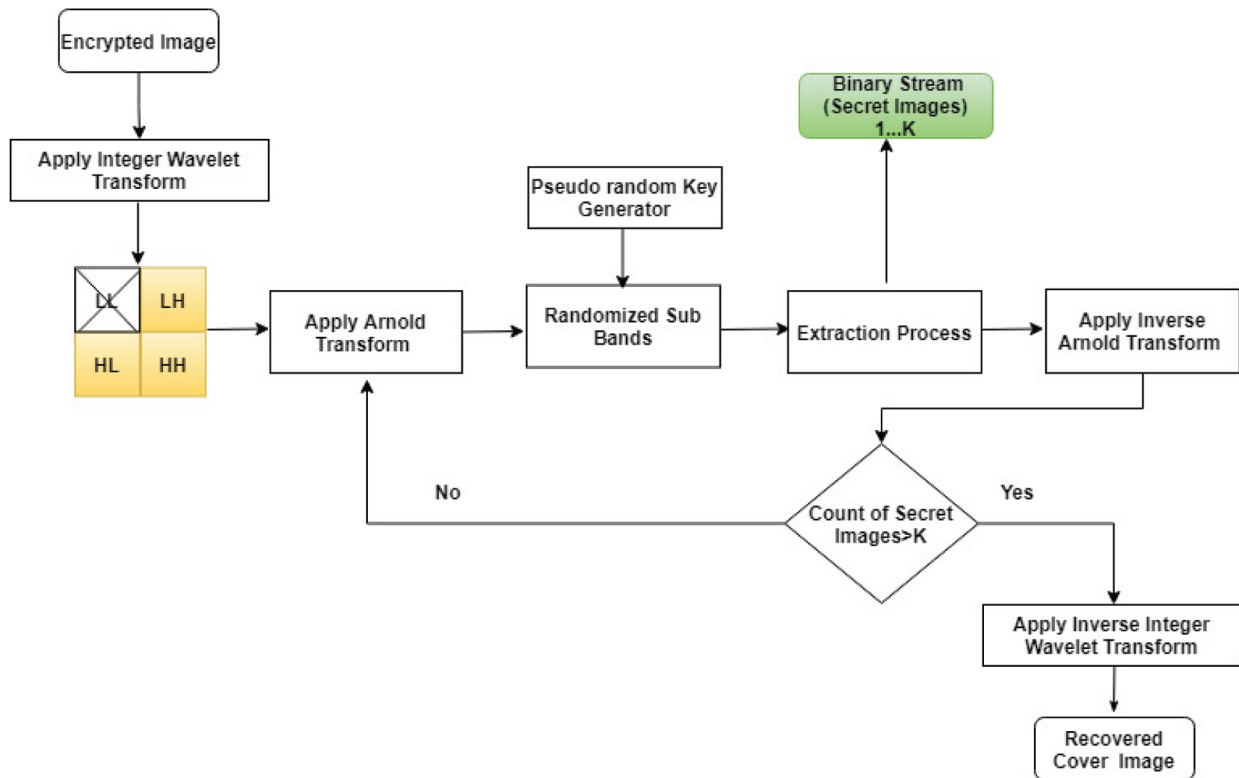 Encrypted Image
Binary Stream
(Secret Images)
1...K
Apply Integer Wavelet
Transform
Pseudo random Key
Generator
LL
LH
HL
HH
Apply Arnold
Transform
Randomized Sub
Bands
Extraction Process
Apply Inverse
Arnold Transform
No
Yes
Count of Secret
Images>K
Apply Inverse Integer
Wavelet Transform
Recovered
Cover Image